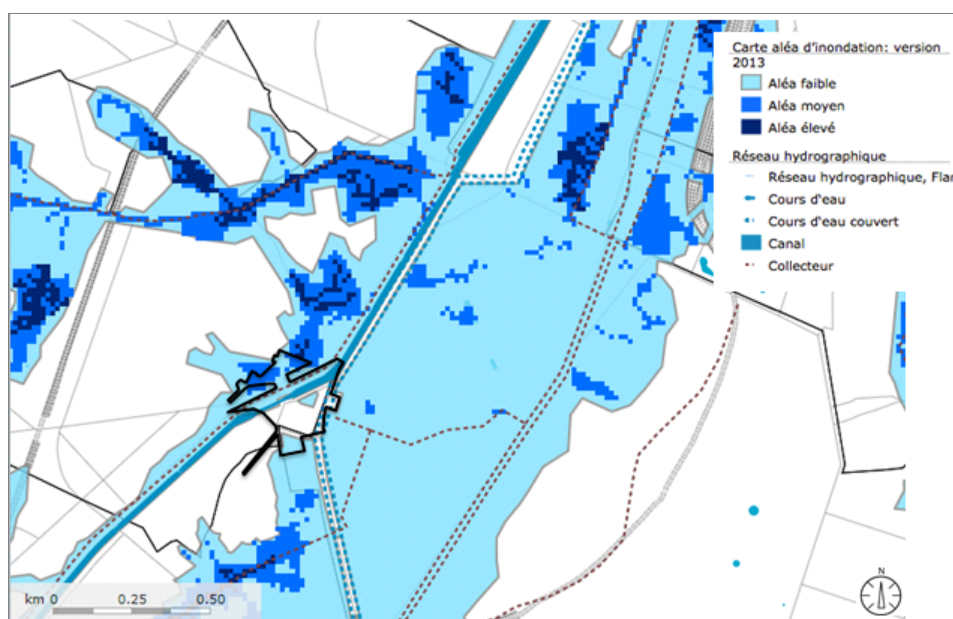 Carte aléa d'inondation: version
2013
Aléa faible
Aléa moyen
Aléa élevé
Réseau hydrographique
Réseau hydrographique, Flan
Cours d'eau
Cours d'eau couvert
Canal
Collecteur
N
km 0 0.25 0.50